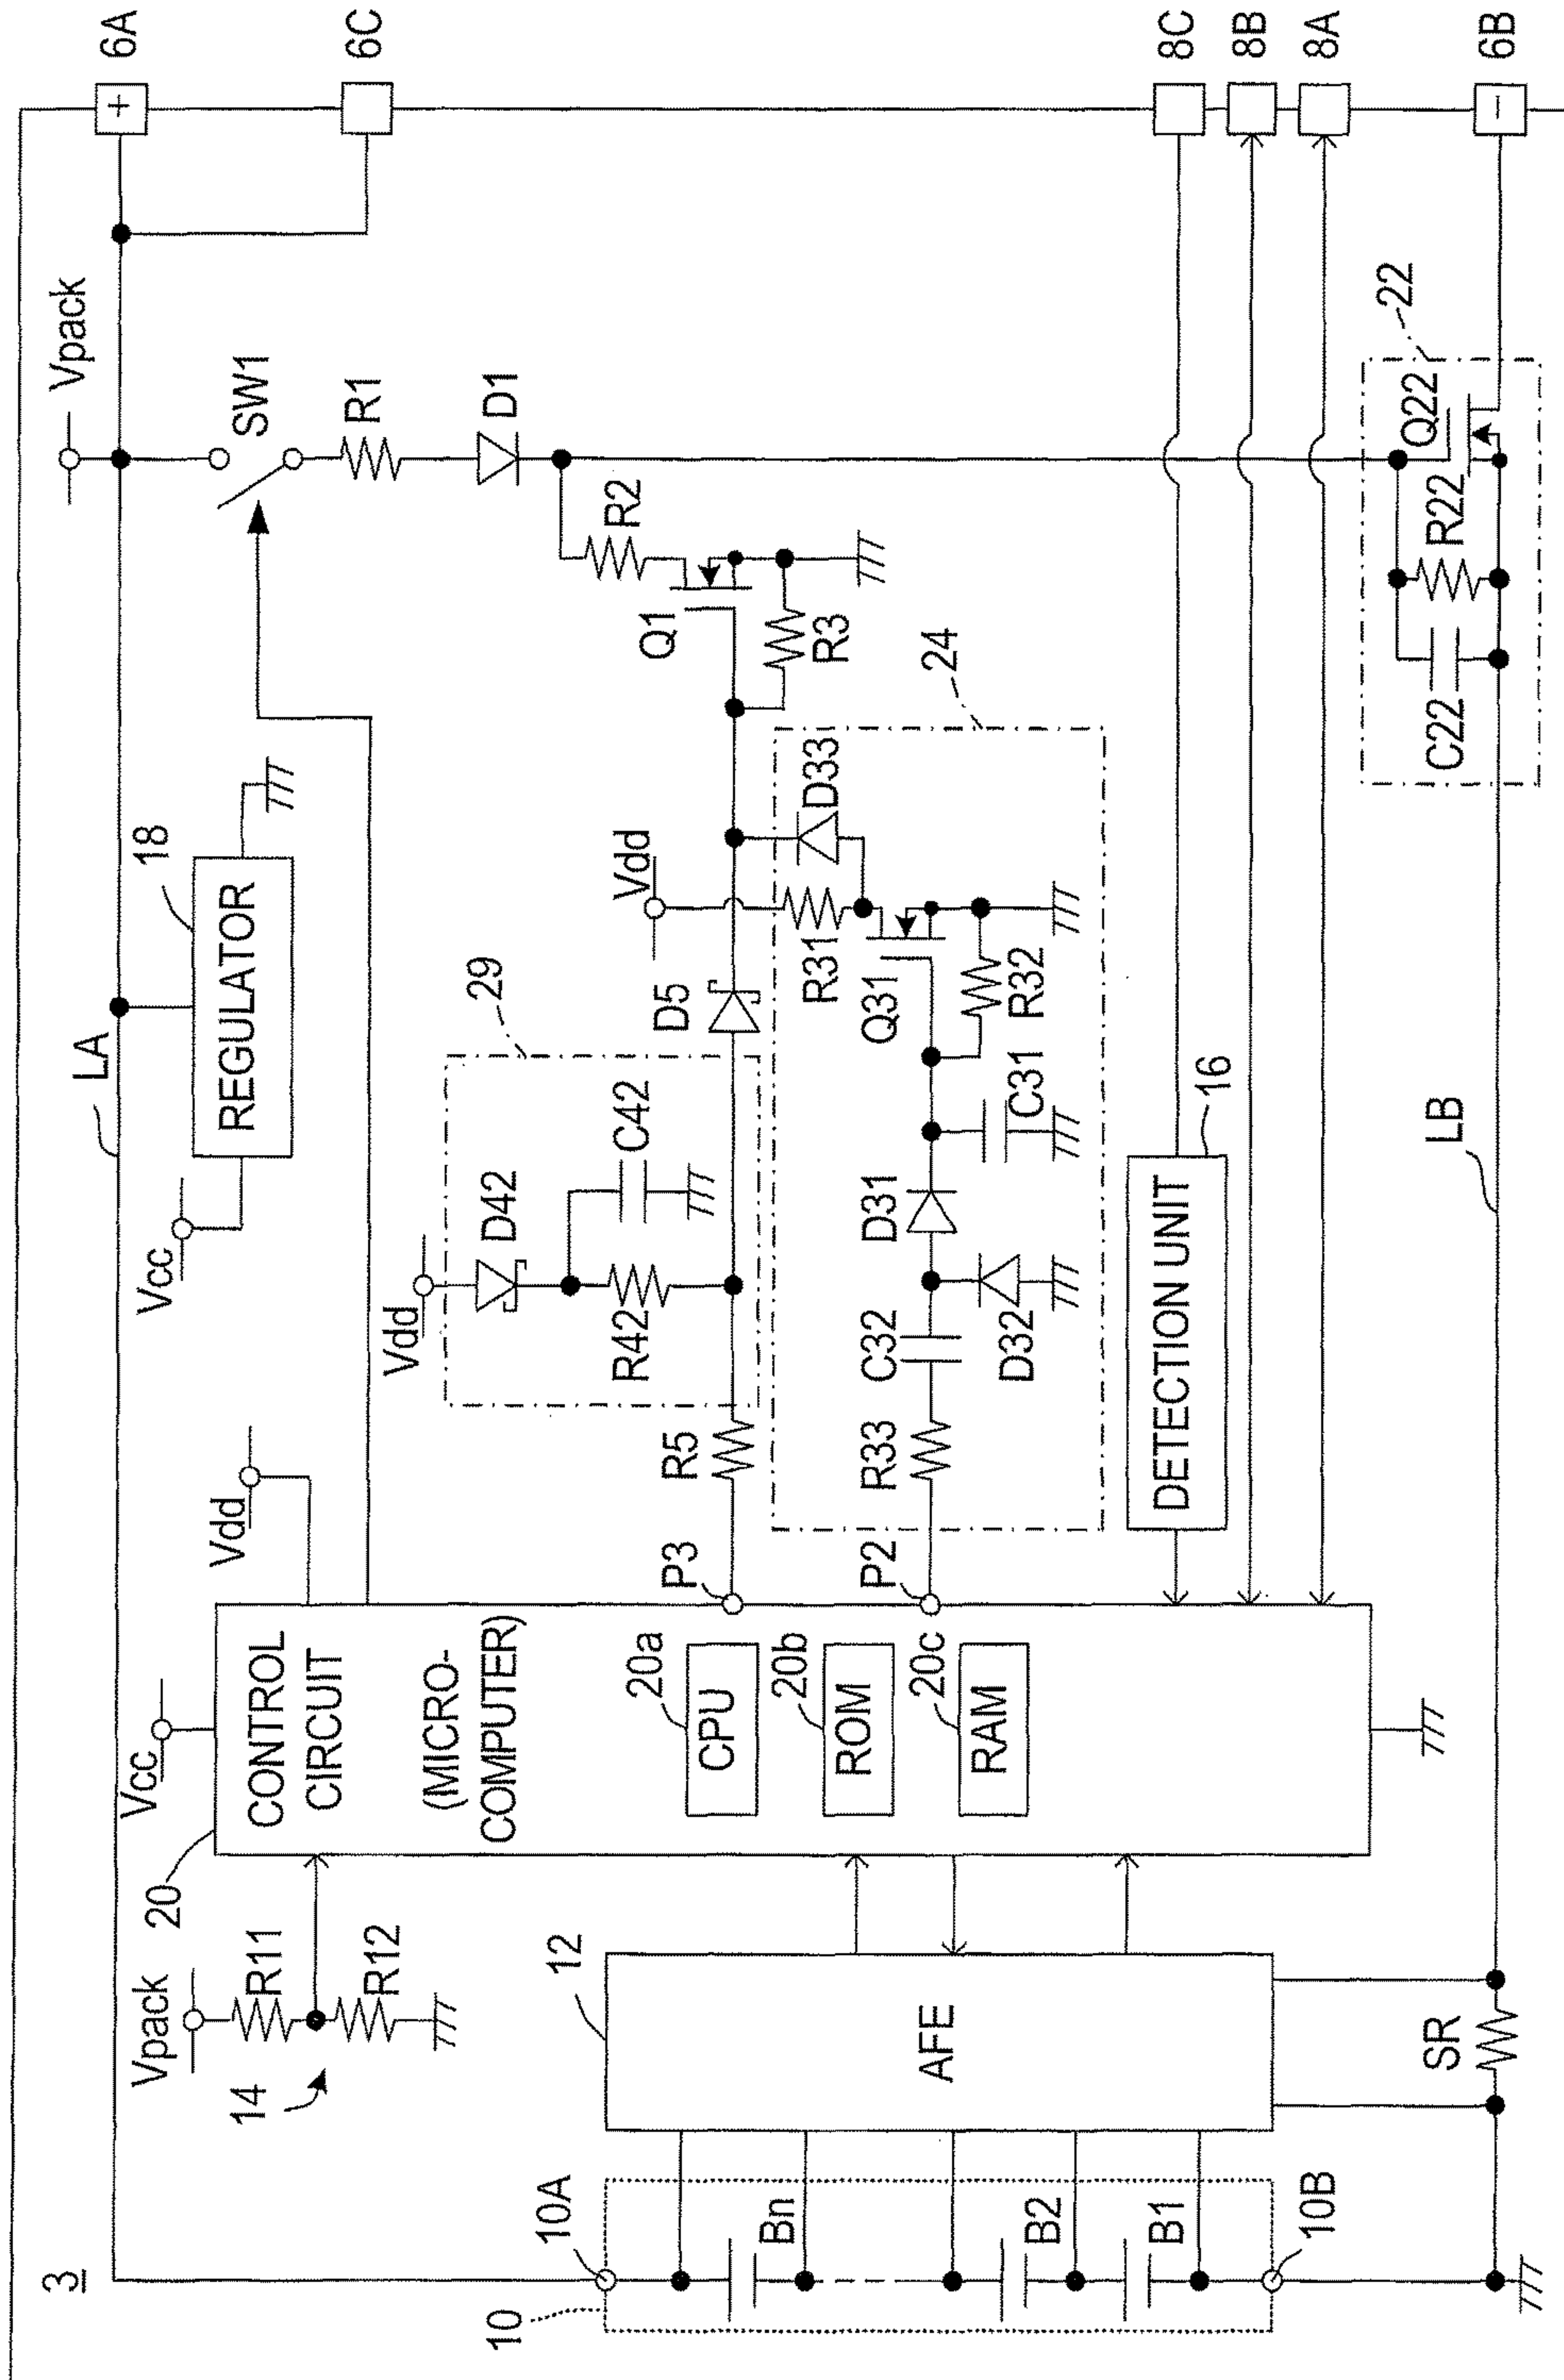 3
LA
Vpack
6A
+
6C
Vcc
18
REGULATOR
SW1
R1
D1
Vdd
Vcc
20
CONTROL
CIRCUIT
(MICRO-
COMPUTER)
Vpack
R11
R12
14
20a
CPU
20b
ROM
20c
RAM
P3
P2
R5
29
Vdd
D42
C42
R42
D5
Vdd
Q1
R2
R3
24
D33
R31
Q31
R32
C31
D31
C32
D32
R33
16
DETECTION UNIT
8C
8B
8A
22
Q22
R22
C22
LB
6B
−
12
AFE
SR
10
10A
Bn
B2
B1
10B